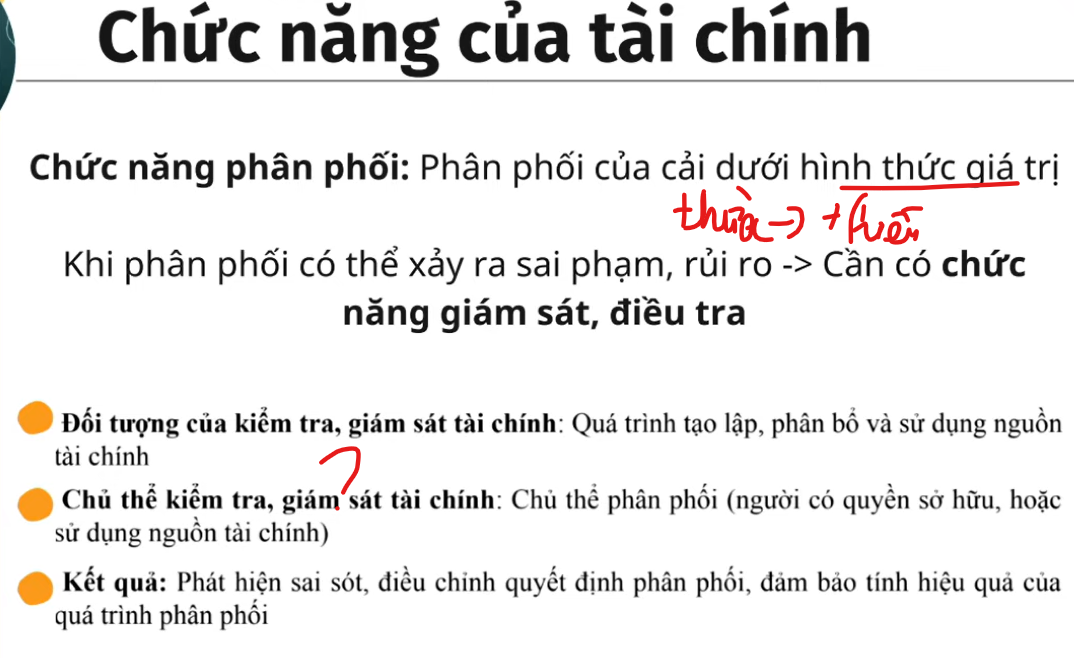 Chức năng của tài chính
Chức năng phân phối: Phân phối của cải dưới hình thức giá trị
Khi phân phối có thể xảy ra sai phạm, rủi ro -> Cần có chức
năng giám sát, điều tra
Đối tượng của kiểm tra, giám sát tài chính: Quá trình tạo lập, phân bổ và sử dụng nguồn
tài chính
?
Chủ thể kiểm tra, giám sát tài chính: Chủ thể phân phối (người có quyền sở hữu, hoặc
sử dụng nguồn tài chính)
Kết quả: Phát hiện sai sót, điều chỉnh quyết định phân phối, đảm bảo tính hiệu quả của
quá trình phân phối